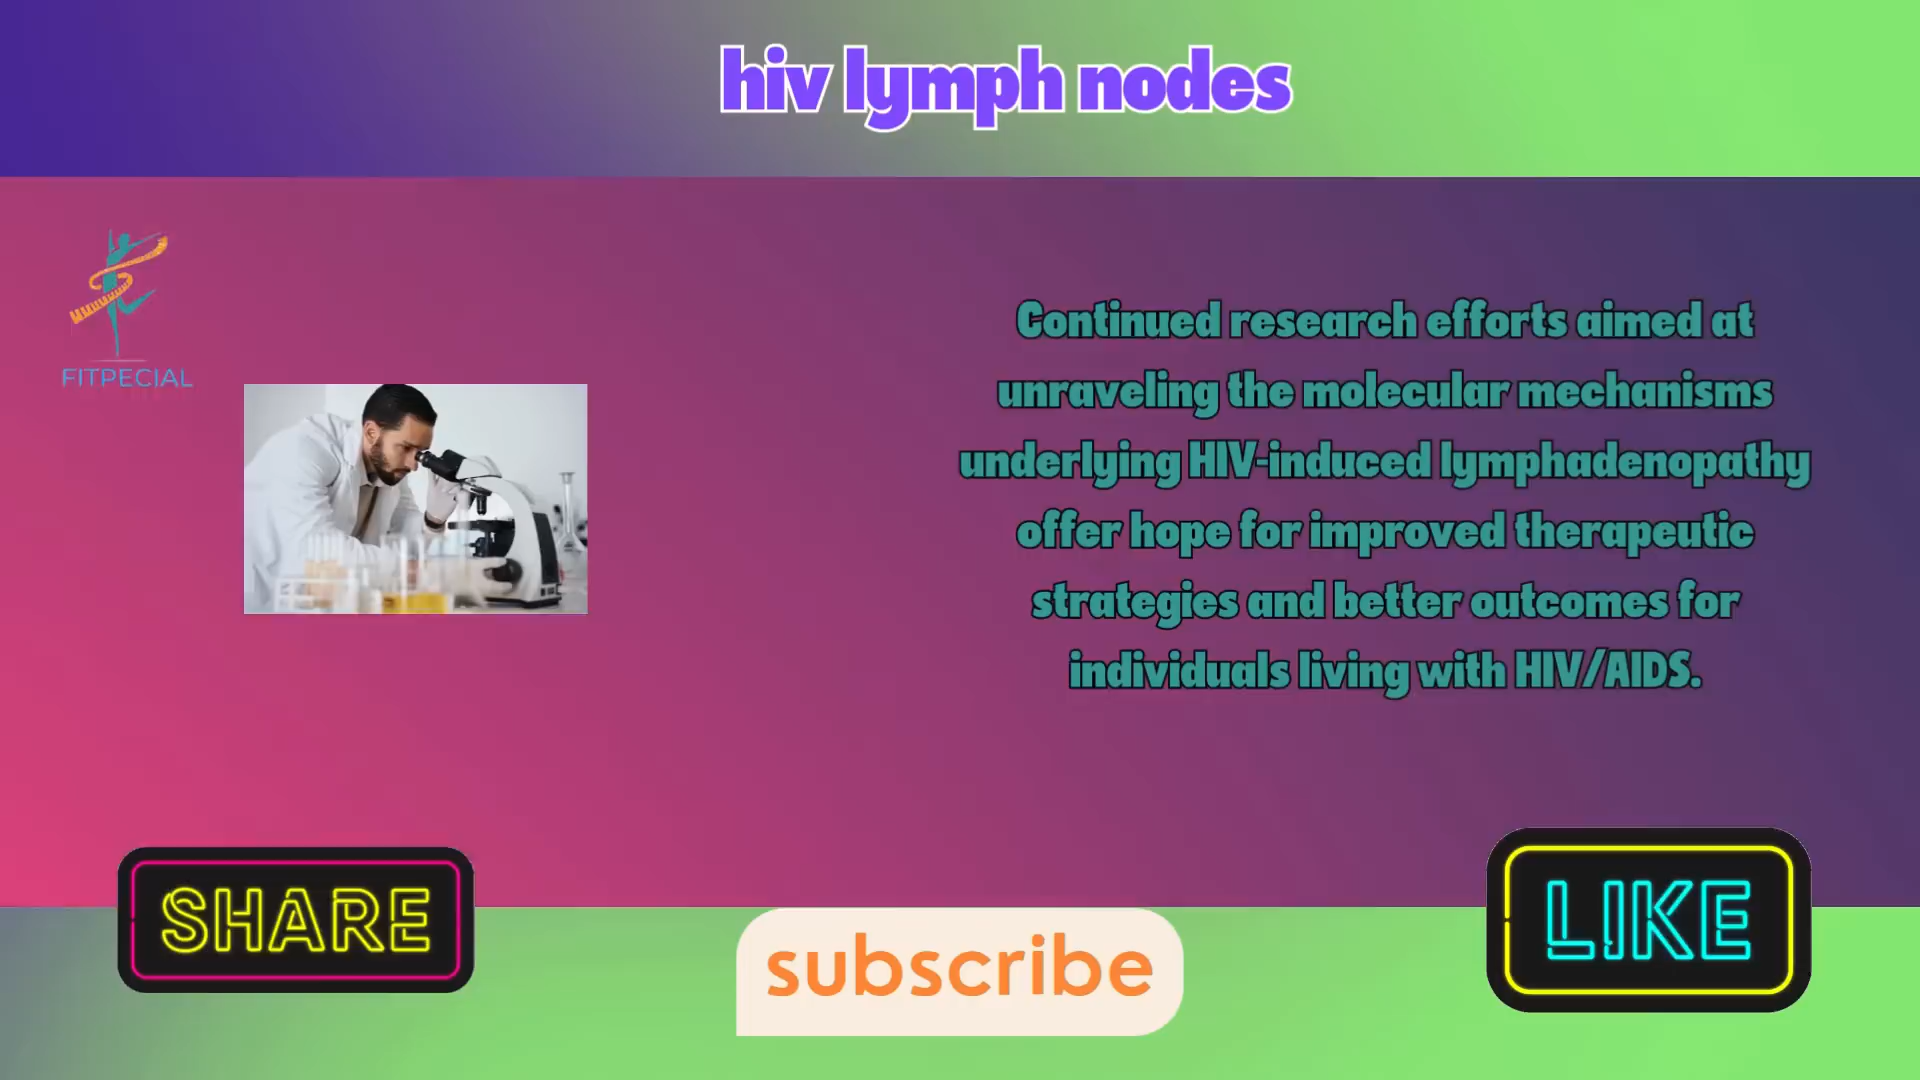 hiv lymph nodes
FITPECIAL
Continued research efforts aimed at
unraveling the molecular mechanisms
underlying HIV-induced lymphadenopathy
offer hope for improved therapeutic
strategies and better outcomes for
individuals living with HIV/AIDS.
SHARE
subscribe
LIKE